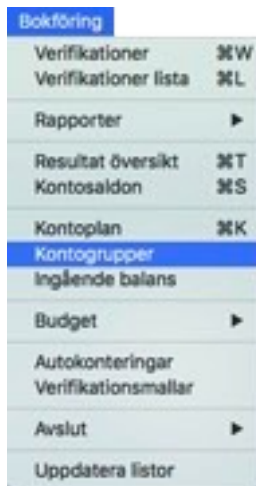 Bokföring
Verifikationer ⌘W
Verifikationer lista ⌘L
Rapporter ▶
Resultat översikt ⌘T
Kontosaldon ⌘S
Kontoplan ⌘K
Kontogrupper
Ingående balans
Budget ▶
Autokonteringar
Verifikationsmallar
Avslut ▶
Uppdatera listor